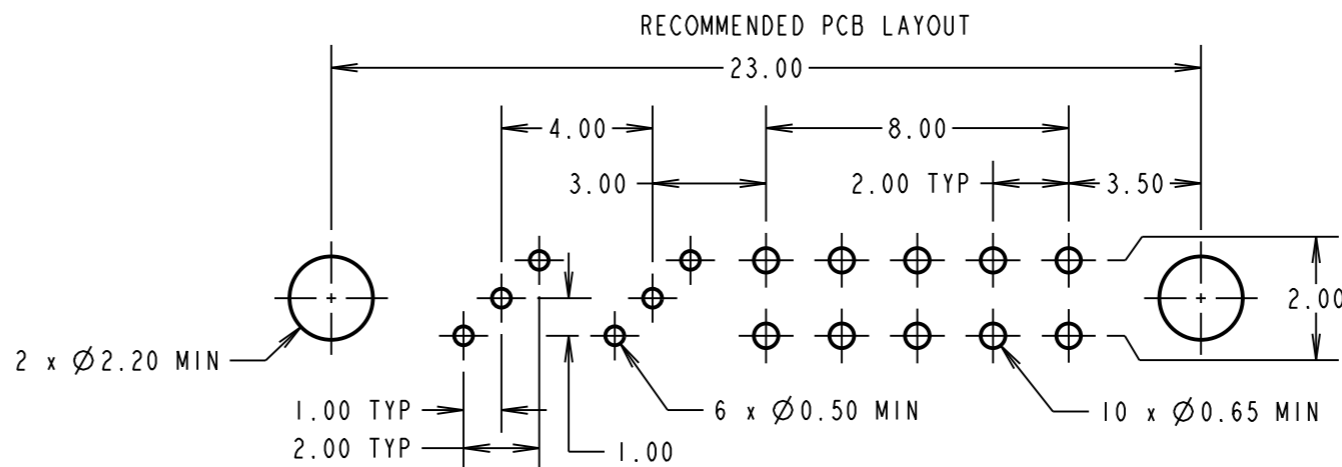 RECOMMENDED PCB LAYOUT
23.00
4.00
8.00
3.00
2.00 TYP
3.50
2.00
2 x Ø2.20 MIN
1.00 TYP
6 x Ø0.50 MIN
10 x Ø0.65 MIN
2.00 TYP
1.00